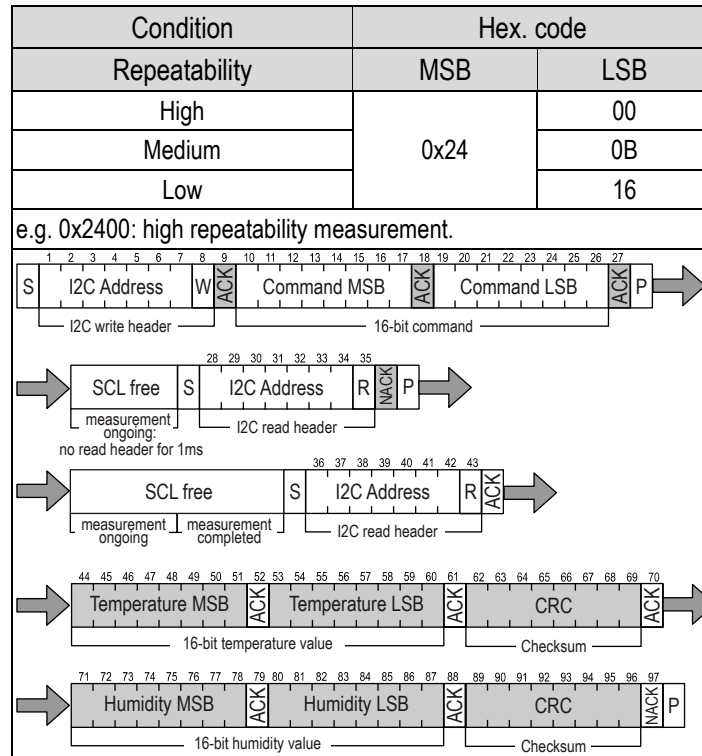 Condition Hex. code
Repeatability MSB LSB
High 00
Medium 0x24 0B
Low 16
e.g. 0x2400: high repeatability measurement.
1 2 3 4 5 6 7 8 9 10 11 12 13 14 15 16 17 18 19 20 21 22 23 24 25 26 27
S I2C Address W ACK Command MSB ACK Command LSB ACK P
I2C write header 16-bit command
28 29 30 31 32 33 34 35
SCL free S I2C Address R NACK P
measurement
ongoing:
no read header for 1ms
I2C read header
36 37 38 39 40 41 42 43
SCL free S I2C Address R ACK
measurement
ongoing
measurement
completed
I2C read header
44 45 46 47 48 49 50 51 52 53 54 55 56 57 58 59 60 61 62 63 64 65 66 67 68 69 70
Temperature MSB ACK Temperature LSB ACK CRC ACK
16-bit temperature value Checksum
71 72 73 74 75 76 77 78 79 80 81 82 83 84 85 86 87 88 89 90 91 92 93 94 95 96 97
Humidity MSB ACK Humidity LSB ACK CRC NACK P
16-bit humidity value Checksum